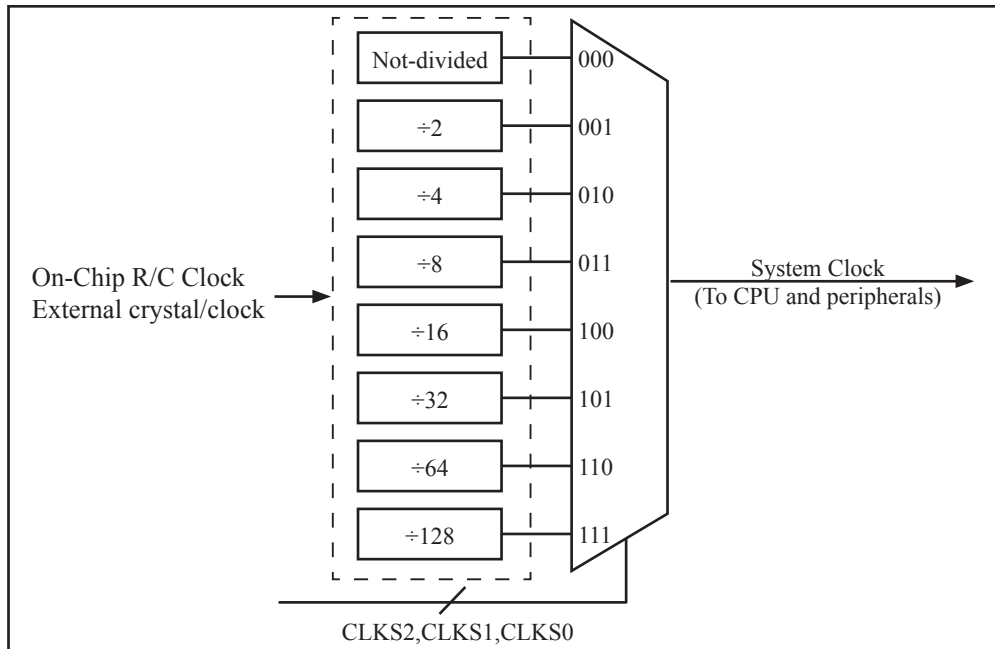 Not-divided
000
÷2
001
÷4
010
÷8
011
÷16
100
÷32
101
÷64
110
÷128
111
On-Chip R/C Clock
External crystal/clock
System Clock
(To CPU and peripherals)
CLKS2,CLKS1,CLKS0